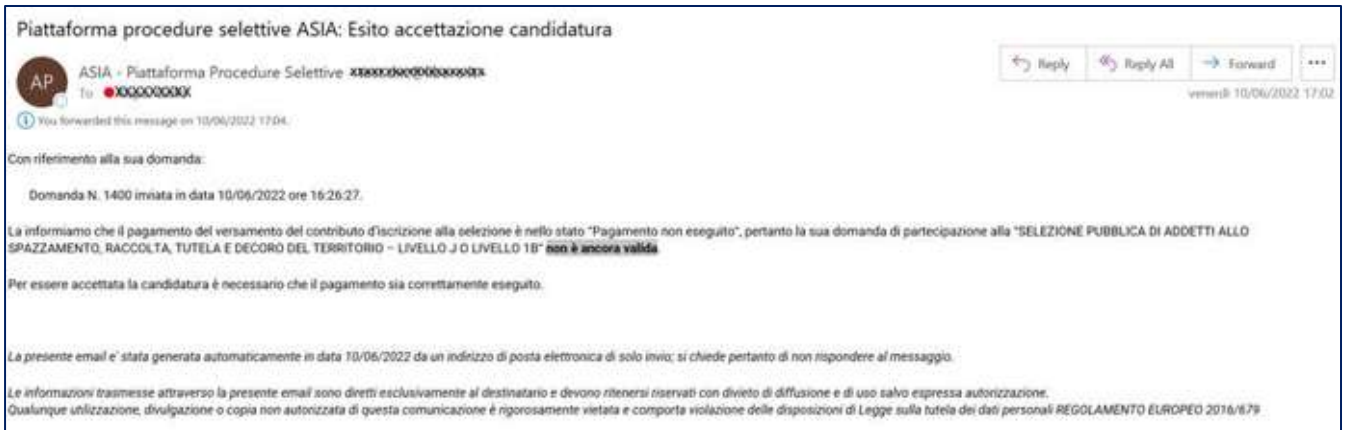 Piattaforma procedure selettive ASIA: Esito accettazione candidatura
AP
ASIA - Piattaforma Procedure Selettive
To
Reply
Reply All
Forward
venerdì 10/06/2022 17:02
You forwarded this message on 10/06/2022 17:04.
Con riferimento alla sua domanda:
Domanda N. 1400 inviata in data 10/06/2022 ore 16:26:27.
La informiamo che il pagamento del versamento del contributo d'iscrizione alla selezione è nello stato "Pagamento non eseguito", pertanto la sua domanda di partecipazione alla "SELEZIONE PUBBLICA DI ADDETTI ALLO
SPAZZAMENTO, RACCOLTA, TUTELA E DECORO DEL TERRITORIO – LIVELLO J O LIVELLO 1B" non è ancora valida.
Per essere accettata la candidatura è necessario che il pagamento sia correttamente eseguito.
La presente email e' stata generata automaticamente in data 10/06/2022 da un indirizzo di posta elettronica di solo invio; si chiede pertanto di non rispondere al messaggio.
Le informazioni trasmesse attraverso la presente email sono diretti esclusivamente al destinatario e devono ritenersi riservati con divieto di diffusione e di uso salvo espressa autorizzazione.
Qualunque utilizzazione, divulgazione o copia non autorizzata di questa comunicazione è rigorosamente vietata e comporta violazione delle disposizioni di Legge sulla tutela dei dati personali REGOLAMENTO EUROPEO 2016/679